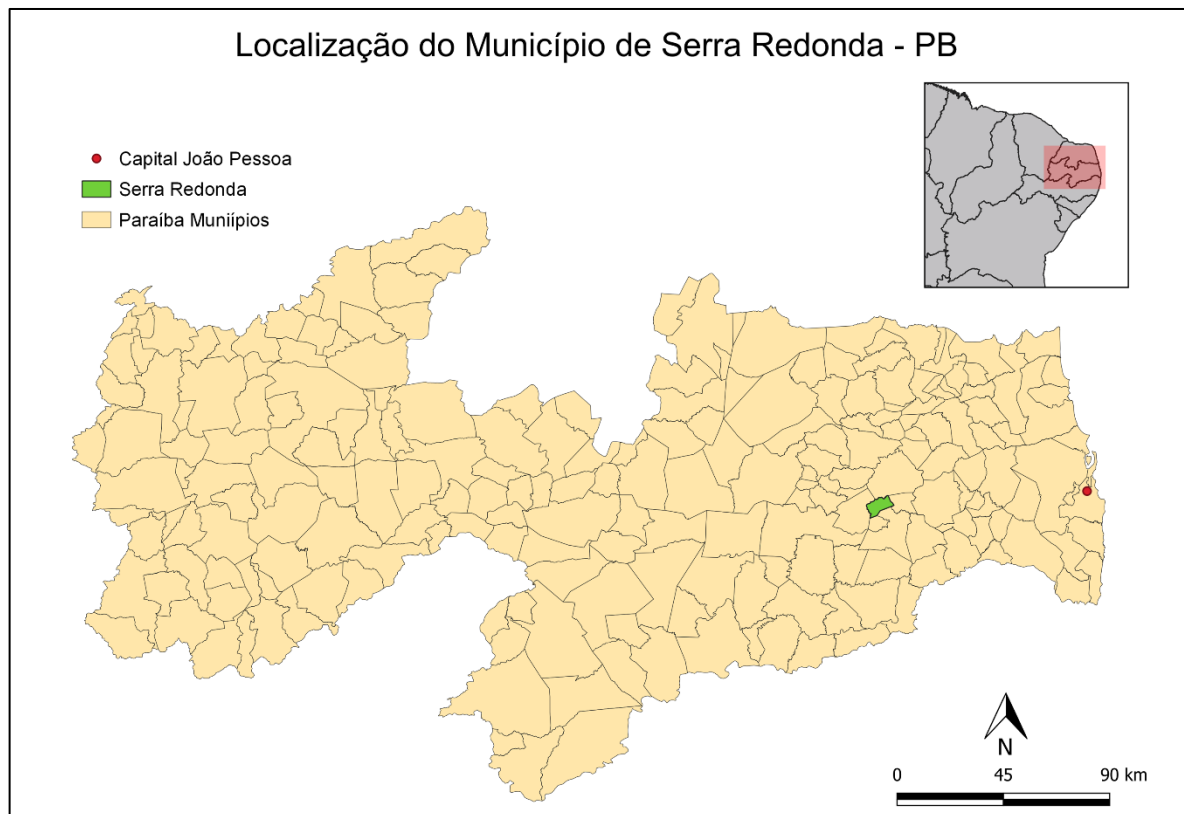 Localização do Município de Serra Redonda - PB
Capital João Pessoa
Serra Redonda
Paraíba Muniípios
N
0 45 90 km